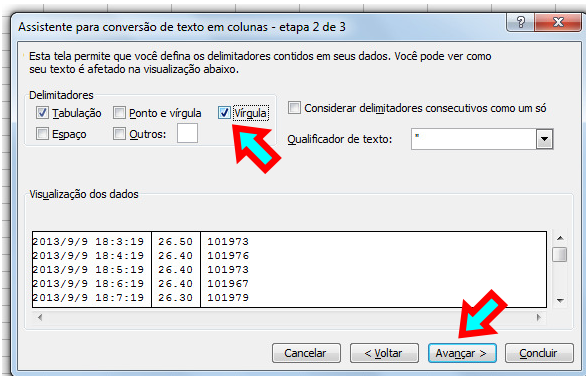 Assistente para conversão de texto em colunas - etapa 2 de 3
Esta tela permite que você defina os delimitadores contidos em seus dados. Você pode ver como
seu texto é afetado na visualização abaixo.
Delimitadores
Tabulação Ponto e vírgula Vírgula
Espaço Outros:
Considerar delimitadores consecutivos como um só
Qualificador de texto: "
Visualização dos dados
2013/9/9 18:3:19 26.50 101973
2013/9/9 18:4:19 26.40 101976
2013/9/9 18:5:19 26.40 101973
2013/9/9 18:6:19 26.40 101967
2013/9/9 18:7:19 26.30 101979
Cancelar < Voltar Avançar > Concluir